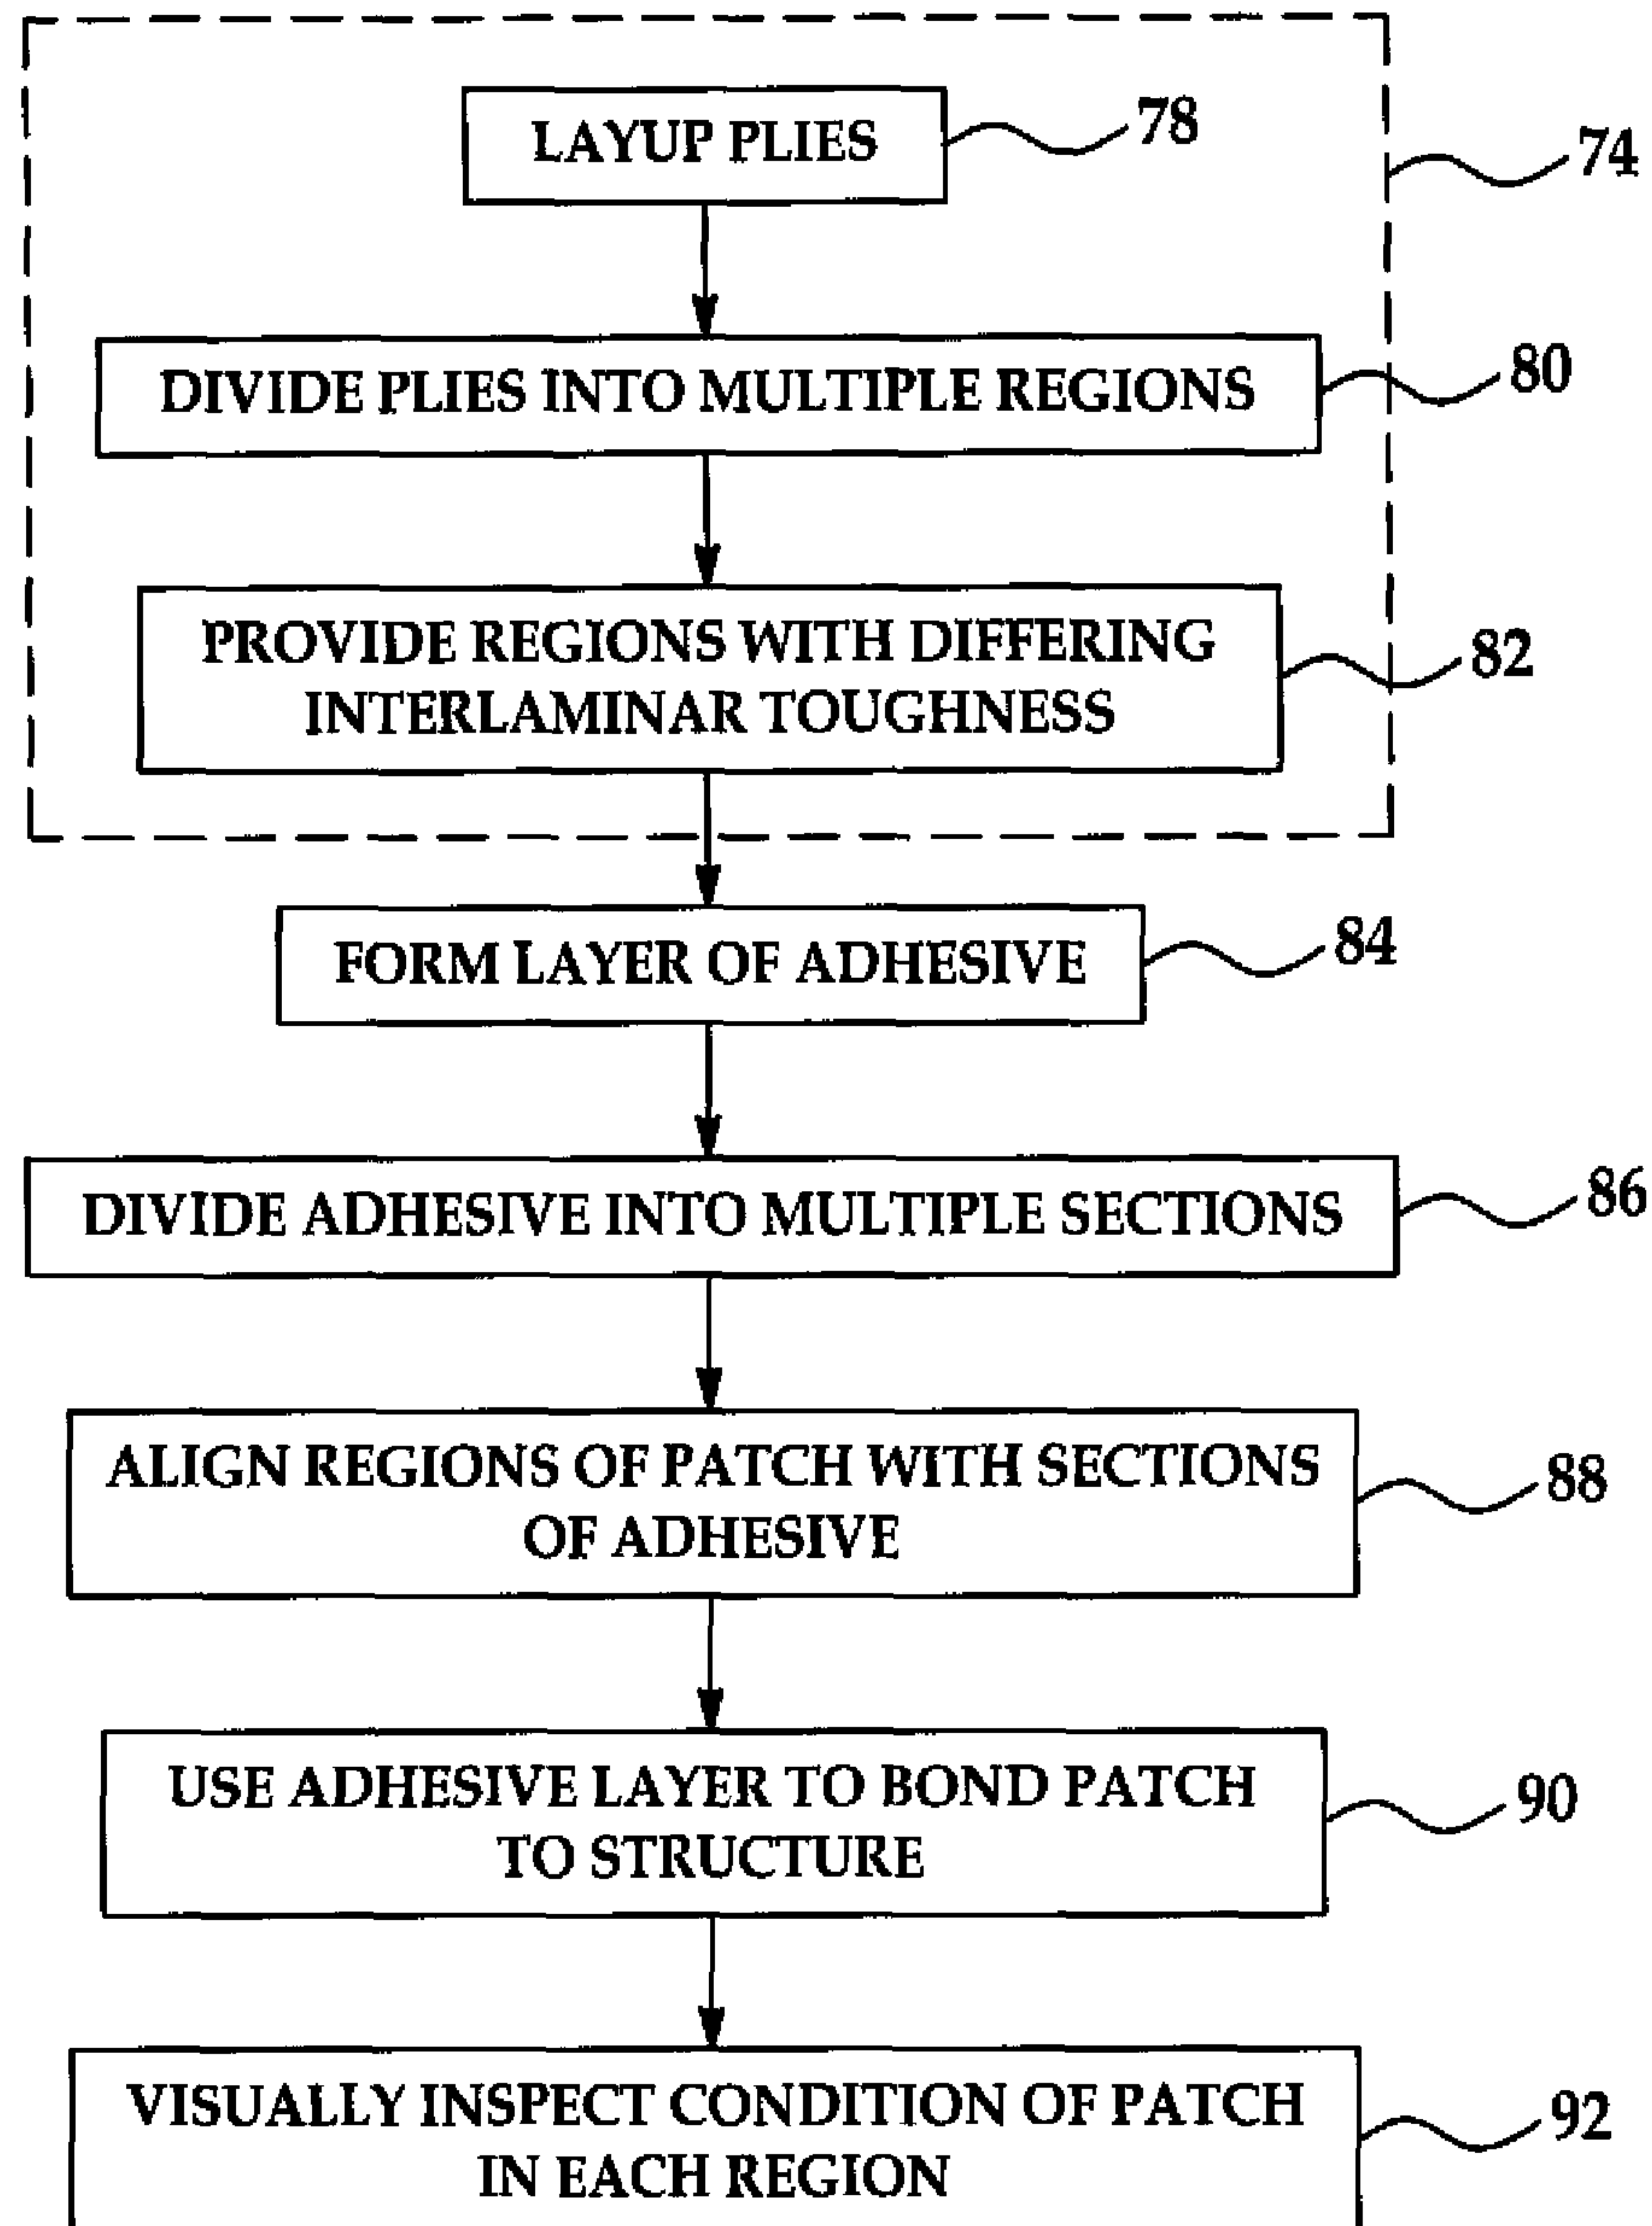 LAYUP PLIES
78
74
DIVIDE PLIES INTO MULTIPLE REGIONS
80
PROVIDE REGIONS WITH DIFFERING
INTERLAMINAR TOUGHNESS
82
FORM LAYER OF ADHESIVE
84
DIVIDE ADHESIVE INTO MULTIPLE SECTIONS
86
ALIGN REGIONS OF PATCH WITH SECTIONS
OF ADHESIVE
88
USE ADHESIVE LAYER TO BOND PATCH
TO STRUCTURE
90
VISUALLY INSPECT CONDITION OF PATCH
IN EACH REGION
92